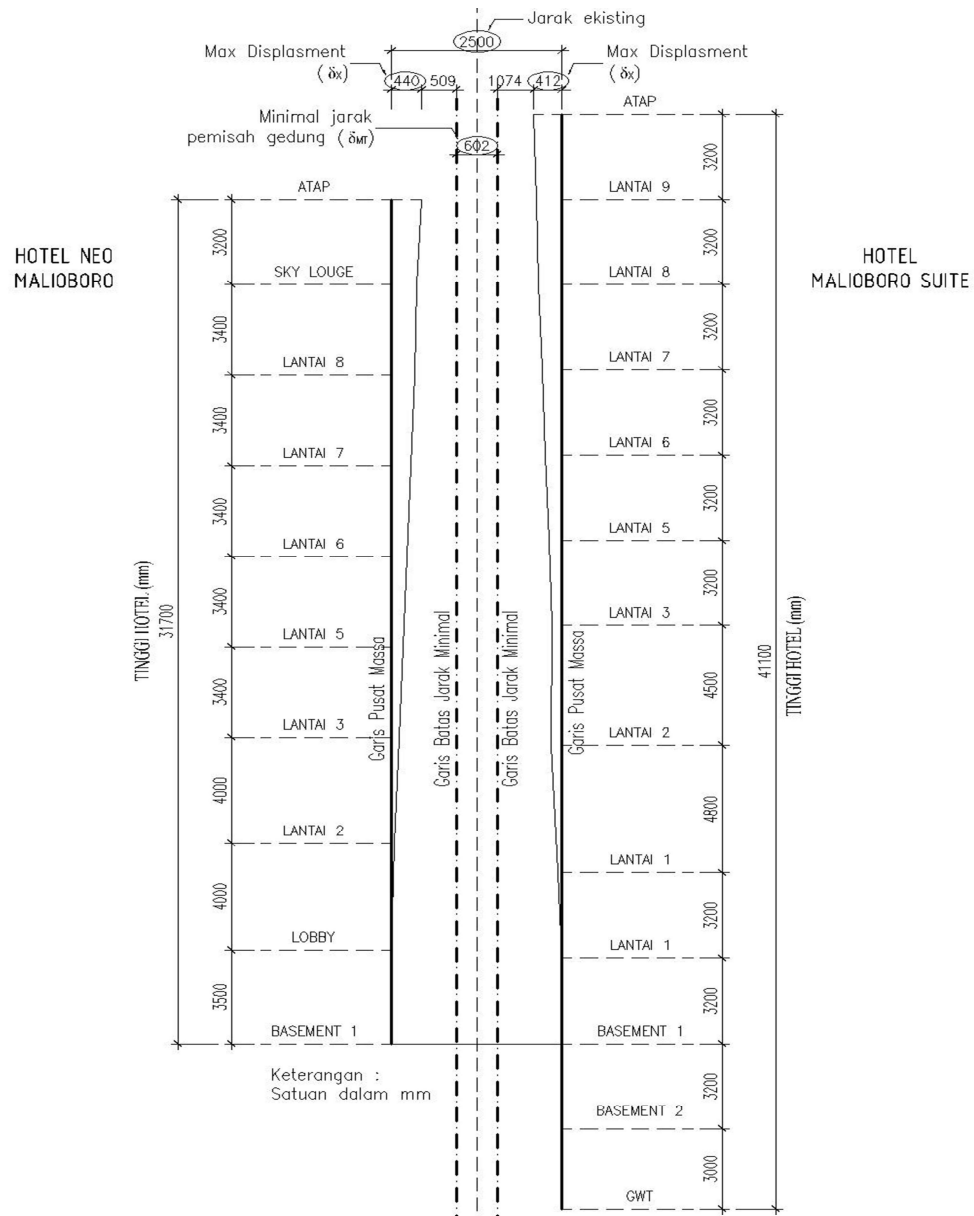 Jarak ekisting
2500
Max Displasment
( δx)
Max Displasment
( δx)
440 509 1074 412
Minimal jarak
pemisah gedung ( δMT)
602
HOTEL NEO
MALIOBORO
ATAP
3200
SKY LOUGE
3400
LANTAI 8
3400
LANTAI 7
3400
LANTAI 6
3400
LANTAI 5
3400
LANTAI 3
4000
LANTAI 2
4000
LOBBY
3500
BASEMENT 1
TINGGI HOTEL (mm)
31700
Garis Pusat Massa
Garis Batas Jarak Minimal
Garis Batas Jarak Minimal
Garis Pusat Massa
HOTEL
MALIOBORO SUITE
ATAP
3200
LANTAI 9
3200
LANTAI 8
3200
LANTAI 7
3200
LANTAI 6
3200
LANTAI 5
3200
LANTAI 3
4500
LANTAI 2
4800
LANTAI 1
3200
LANTAI 1
3200
BASEMENT 1
3200
BASEMENT 2
3000
GWT
41100
TINGGI HOTEL (mm)
Keterangan :
Satuan dalam mm